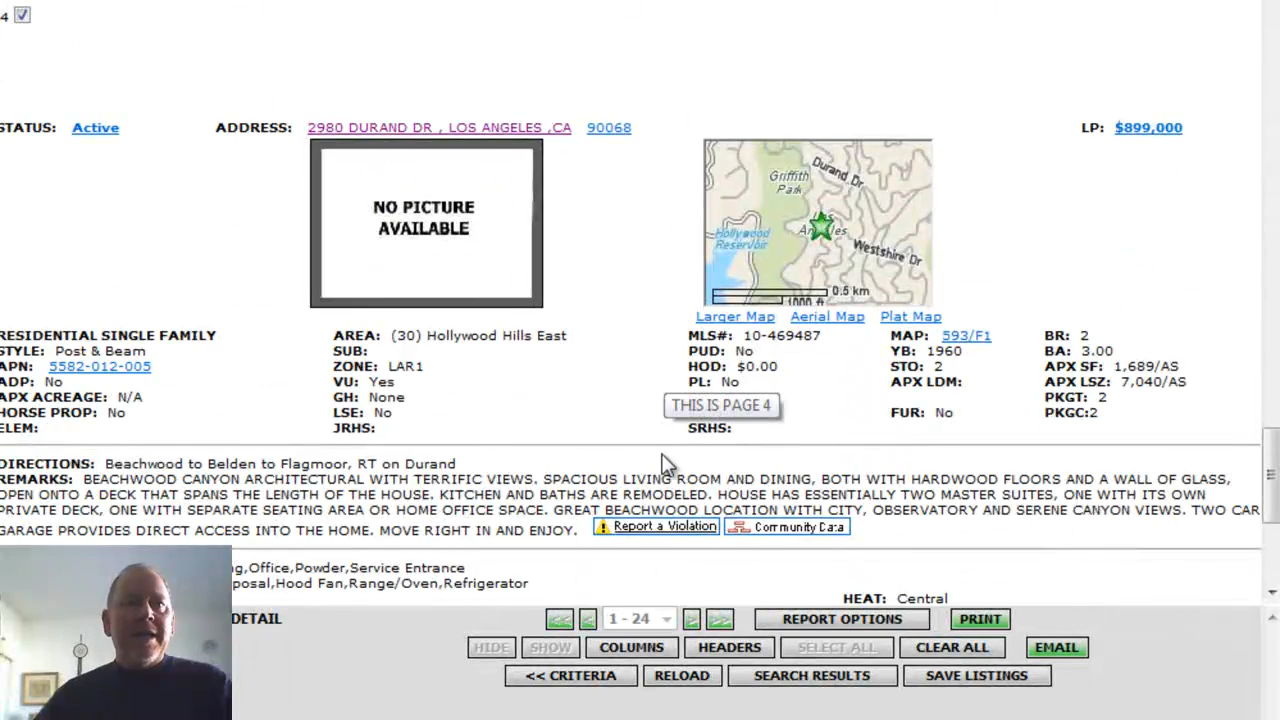 4
STATUS: Active ADDRESS: 2980 DURAND DR , LOS ANGELES ,CA 90068 LP: $899,000
NO PICTURE
AVAILABLE
Durand Dr
Griffith
Park
Los
Angeles
Hollywood
Reservoir
Westshire Dr
0.5 km
1000 ft
Larger Map Aerial Map Plat Map
RESIDENTIAL SINGLE FAMILY AREA: (30) Hollywood Hills East MLS#: 10-469487 MAP: 593/F1 BR: 2
STYLE: Post & Beam SUB: PUD: No YB: 1960 BA: 3.00
APN: 5582-012-005 ZONE: LAR1 HOD: $0.00 STO: 2 APX SF: 1,689/AS
ADP: No VU: Yes PL: No APX LDM: APX LSZ: 7,040/AS
APX ACREAGE: N/A GH: None THIS IS PAGE 4 PKGT: 2
HORSE PROP: No LSE: No FUR: No PKGC:2
ELEM: JRHS: SRHS:
DIRECTIONS: Beachwood to Belden to Flagmoor, RT on Durand
REMARKS: BEACHWOOD CANYON ARCHITECTURAL WITH TERRIFIC VIEWS. SPACIOUS LIVING ROOM AND DINING, BOTH WITH HARDWOOD FLOORS AND A WALL OF GLASS,
OPEN ONTO A DECK THAT SPANS THE LENGTH OF THE HOUSE. KITCHEN AND BATHS ARE REMODELED. HOUSE HAS ESSENTIALLY TWO MASTER SUITES, ONE WITH ITS OWN
PRIVATE DECK, ONE WITH SEPARATE SEATING AREA OR HOME OFFICE SPACE. GREAT BEACHWOOD LOCATION WITH CITY, OBSERVATORY AND SERENE CANYON VIEWS. TWO CAR
GARAGE PROVIDES DIRECT ACCESS INTO THE HOME. MOVE RIGHT IN AND ENJOY. Report a Violation Community Data
ng,Office,Powder,Service Entrance
posal,Hood Fan,Range/Oven,Refrigerator
HEAT: Central
DETAIL << < 1 - 24 > >> REPORT OPTIONS PRINT
HIDE SHOW COLUMNS HEADERS SELECT ALL CLEAR ALL EMAIL
<< CRITERIA RELOAD SEARCH RESULTS SAVE LISTINGS